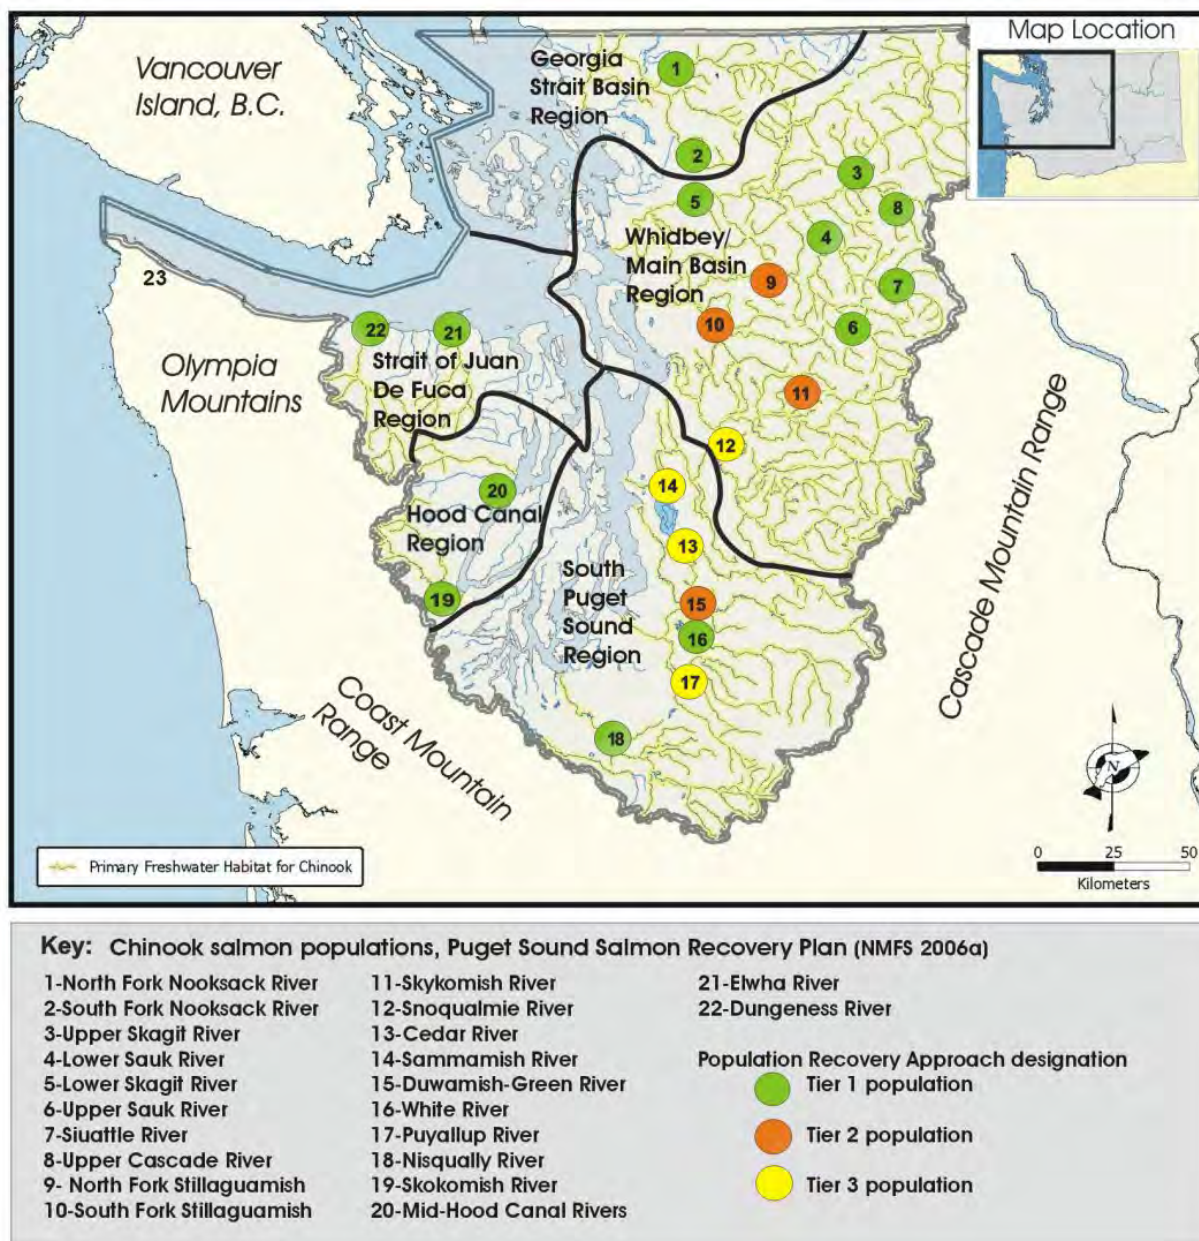 Map Location
Vancouver
Island, B.C.
Georgia
Strait Basin
Region
1
2
3
5
8
4
Whidbey/
Main Basin
Region
9
7
23
10
6
22
21
Olympia
Mountains
Strait of Juan
De Fuca
Region
11
12
14
20
Hood Canal
Region
13
South
Puget
Sound
Region
19
15
16
17
18
Coast Mountain
Range
Cascade Mountain Range
N
Primary Freshwater Habitat for Chinook
0 25 50
Kilometers
Key: Chinook salmon populations, Puget Sound Salmon Recovery Plan (NMFS 2006a)
1-North Fork Nooksack River
2-South Fork Nooksack River
3-Upper Skagit River
4-Lower Sauk River
5-Lower Skagit River
6-Upper Sauk River
7-Siuattle River
8-Upper Cascade River
9- North Fork Stillaguamish
10-South Fork Stillaguamish
11-Skykomish River
12-Snoqualmie River
13-Cedar River
14-Sammamish River
15-Duwamish-Green River
16-White River
17-Puyallup River
18-Nisqually River
19-Skokomish River
20-Mid-Hood Canal Rivers
21-Elwha River
22-Dungeness River
Population Recovery Approach designation
Tier 1 population
Tier 2 population
Tier 3 population